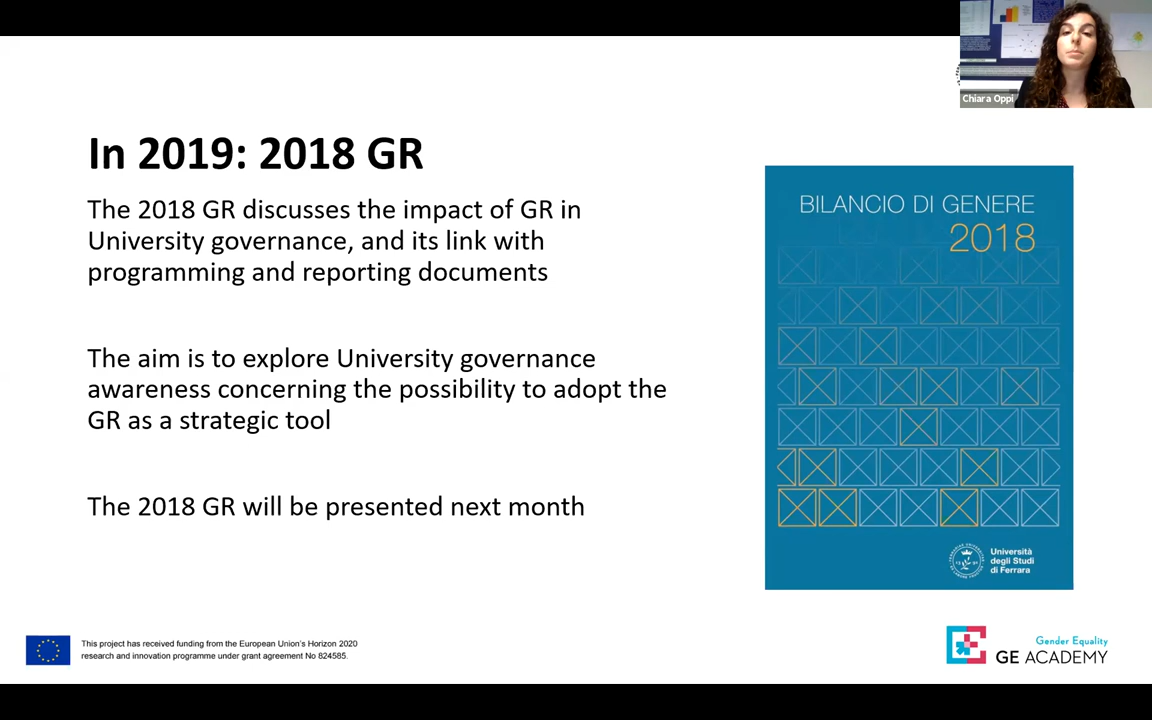 Chiara Oppi
In 2019: 2018 GR
The 2018 GR discusses the impact of GR in
University governance, and its link with
programming and reporting documents
The aim is to explore University governance
awareness concerning the possibility to adopt the
GR as a strategic tool
The 2018 GR will be presented next month
BILANCIO DI GENERE
2018
Università
degli Studi
di Ferrara
This project has received funding from the European Union's Horizon 2020
research and innovation programme under grant agreement No 824585.
Gender Equality
GE ACADEMY